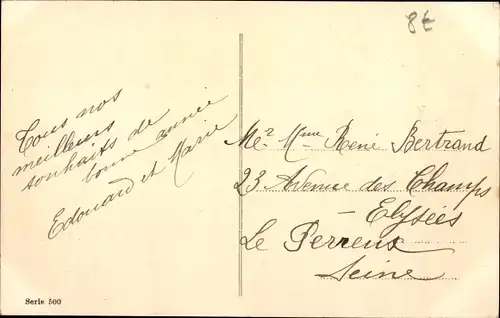 8£
Tous nos
meilleurs
souhaits de
bonne année
Edouard et Marie
Mr Mme René Bertrand
23 Avenue des Champs
Elysées
Le Perreux
Seine
Serie 500